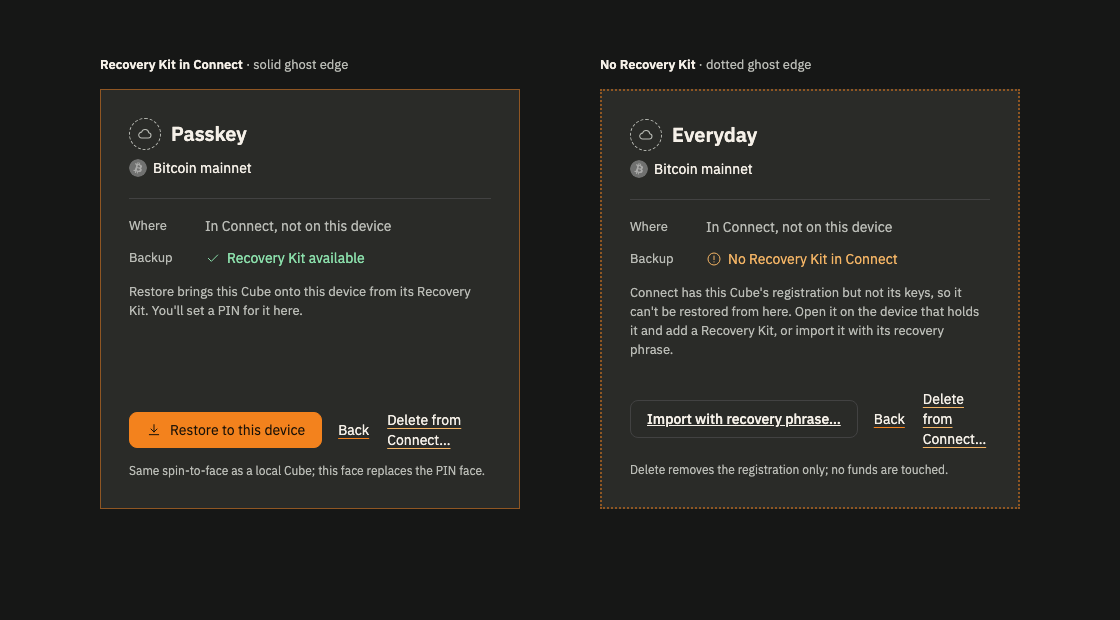 Recovery Kit in Connect · solid ghost edge
Passkey
Bitcoin mainnet
Where In Connect, not on this device
Backup Recovery Kit available
Restore brings this Cube onto this device from its Recovery
Kit. You'll set a PIN for it here.
Restore to this device Back Delete from
Connect...
Same spin-to-face as a local Cube; this face replaces the PIN face.
No Recovery Kit · dotted ghost edge
Everyday
Bitcoin mainnet
Where In Connect, not on this device
Backup No Recovery Kit in Connect
Connect has this Cube's registration but not its keys, so it
can't be restored from here. Open it on the device that holds
it and add a Recovery Kit, or import it with its recovery
phrase.
Import with recovery phrase... Back Delete
from
Connect...
Delete removes the registration only; no funds are touched.